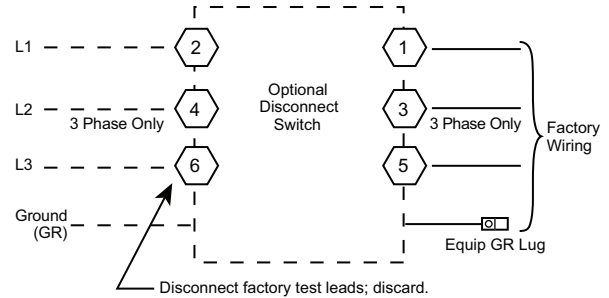 L1
2
1
Optional
Disconnect
Switch
L2
4
3
3 Phase Only
3 Phase Only
Factory
Wiring
L3
6
5
Ground
(GR)
Equip GR Lug
Disconnect factory test leads; discard.